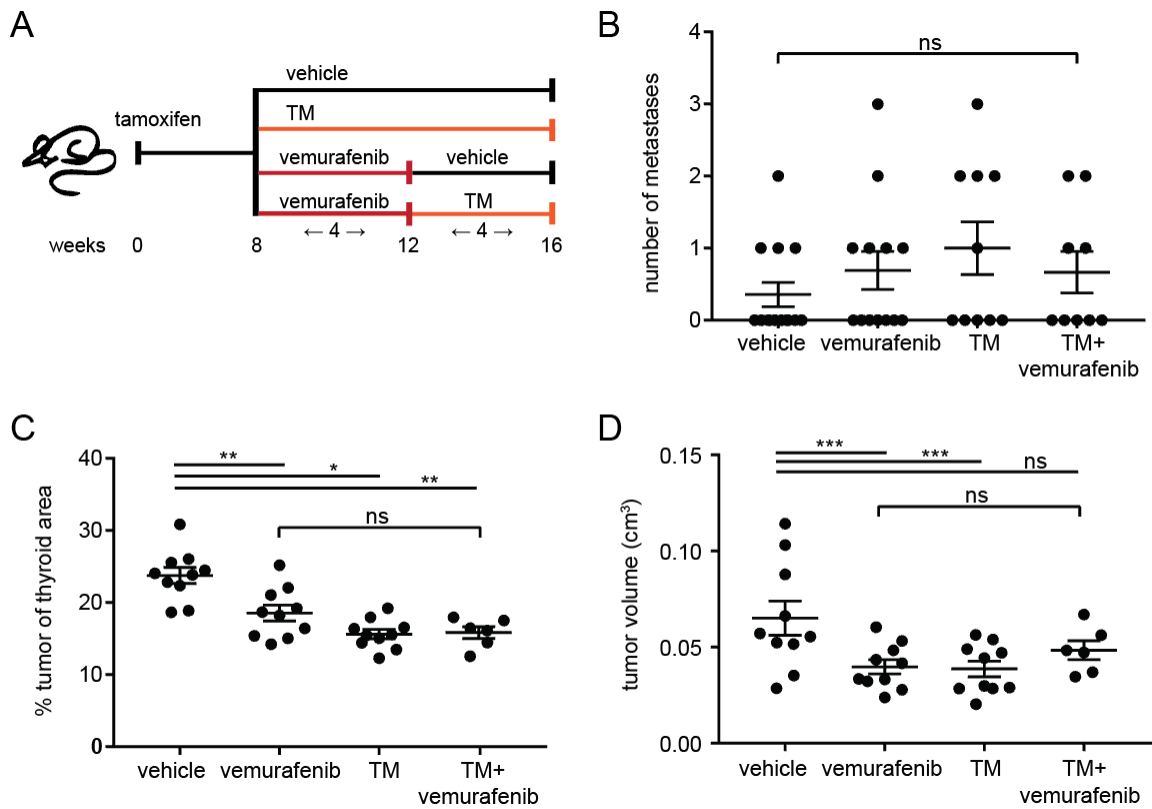 A
vehicle
TM
tamoxifen
vemurafenib vehicle
vemurafenib TM
← 4 → ← 4 →
weeks 0 8 12 16
B
number of metastases
4
3
2
1
0
ns
vehicle vemurafenib TM TM+
vemurafenib
C
% tumor of thyroid area
40
30
20
10
0
**
*
**
ns
vehicle vemurafenib TM TM+
vemurafenib
D
tumor volume (cm³)
0.15
0.10
0.05
0.00
***
***
ns
ns
vehicle vemurafenib TM TM+
vemurafenib